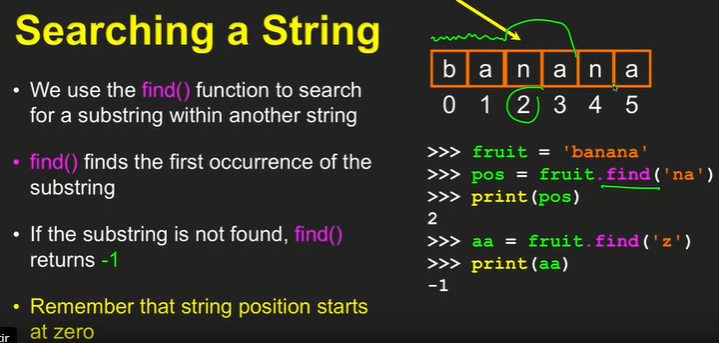 Searching a String
• We use the find() function to search
for a substring within another string
• find() finds the first occurrence of the
substring
• If the substring is not found, find()
returns -1
• Remember that string position starts
at zero
b a n a n a
0 1 2 3 4 5
>>> fruit = 'banana'
>>> pos = fruit.find('na')
>>> print(pos)
2
>>> aa = fruit.find('z')
>>> print(aa)
-1